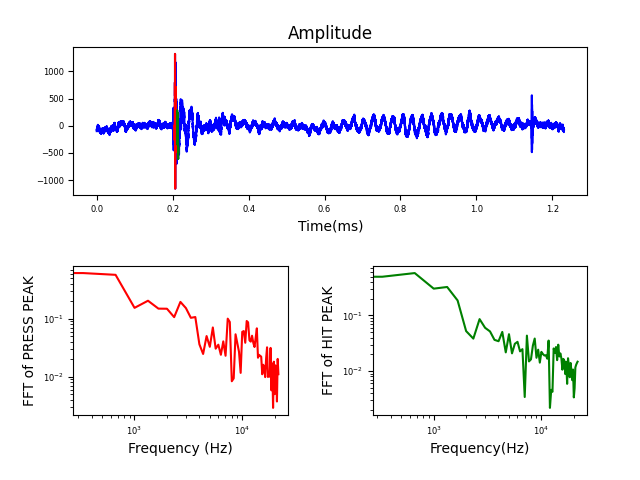 Amplitude
1000
500
0
−500
−1000
0.0 0.2 0.4 0.6 0.8 1.0 1.2
Time(ms)
FFT of PRESS PEAK
10⁻¹
10⁻²
10³ 10⁴
Frequency (Hz)
FFT of HIT PEAK
10⁻¹
10⁻²
10³ 10⁴
Frequency(Hz)